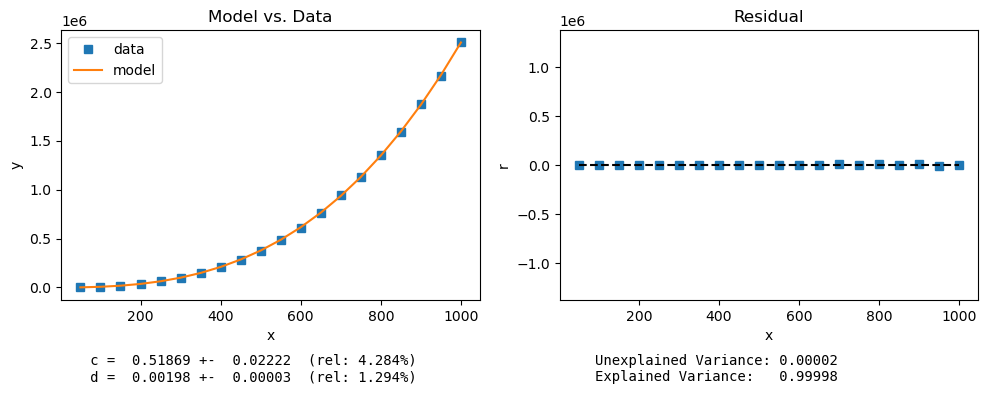 Model vs. Data
1e6
data
model
2.5
2.0
1.5
1.0
0.5
0.0
y
200 400 600 800 1000
x
c =  0.51869 +-  0.02222  (rel: 4.284%)
d =  0.00198 +-  0.00003  (rel: 1.294%)
Residual
1e6
1.0
0.5
0.0
−0.5
−1.0
r
200 400 600 800 1000
x
Unexplained Variance: 0.00002
Explained Variance:   0.99998